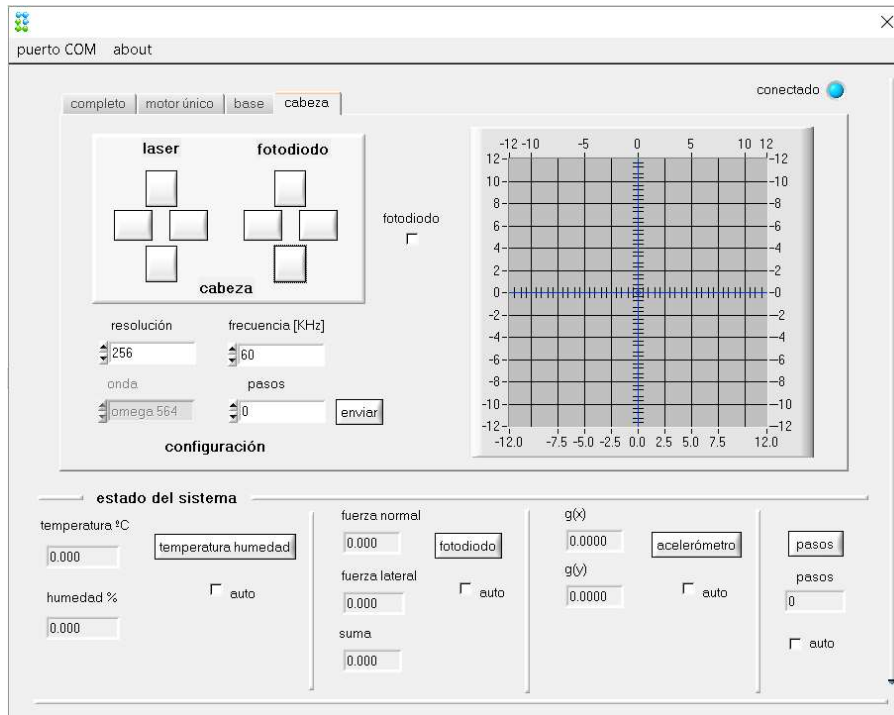 puerto COM about
conectado
completo motor único base cabeza
laser fotodiodo
cabeza
fotodiodo
-12 -10 -5 0 5 10 12
12 -12
10 -10
8 -8
6 -6
4 -4
2 -2
0 -0
-2 -2
-4 -4
-6 -6
-8 -8
-10 -10
-12 -12
-12.0 -7.5 -5.0 -2.5 0.0 2.5 5.0 7.5 12.0
resolución frecuencia [KHz]
256 60
onda pasos
omega 564 0 enviar
configuración
estado del sistema
temperatura ºC
0.000
temperatura humedad
auto
humedad %
0.000
fuerza normal
0.000
fotodiodo
fuerza lateral
auto
0.000
suma
0.000
g(x)
0.0000
acelerómetro
g(y)
auto
0.0000
pasos
pasos
0
auto